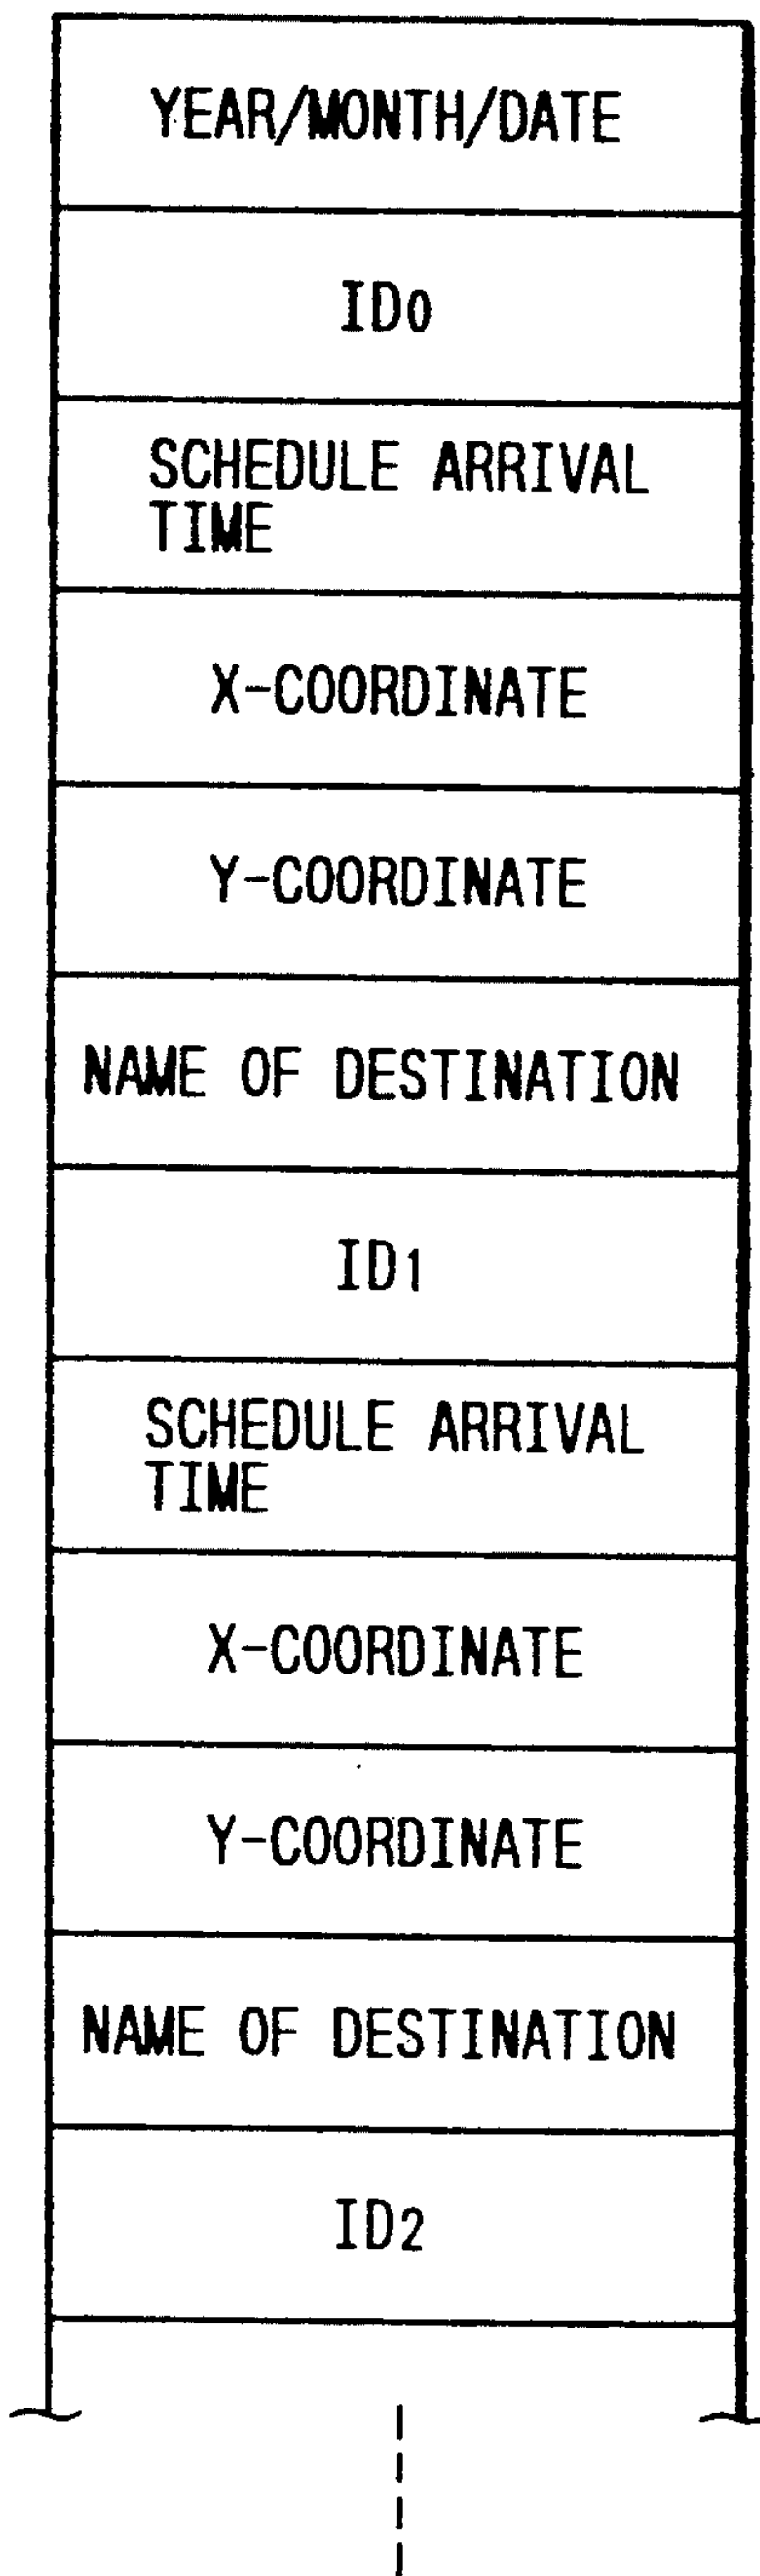 YEAR/MONTH/DATE
ID0
SCHEDULE ARRIVAL
TIME
X-COORDINATE
Y-COORDINATE
NAME OF DESTINATION
ID1
SCHEDULE ARRIVAL
TIME
X-COORDINATE
Y-COORDINATE
NAME OF DESTINATION
ID2